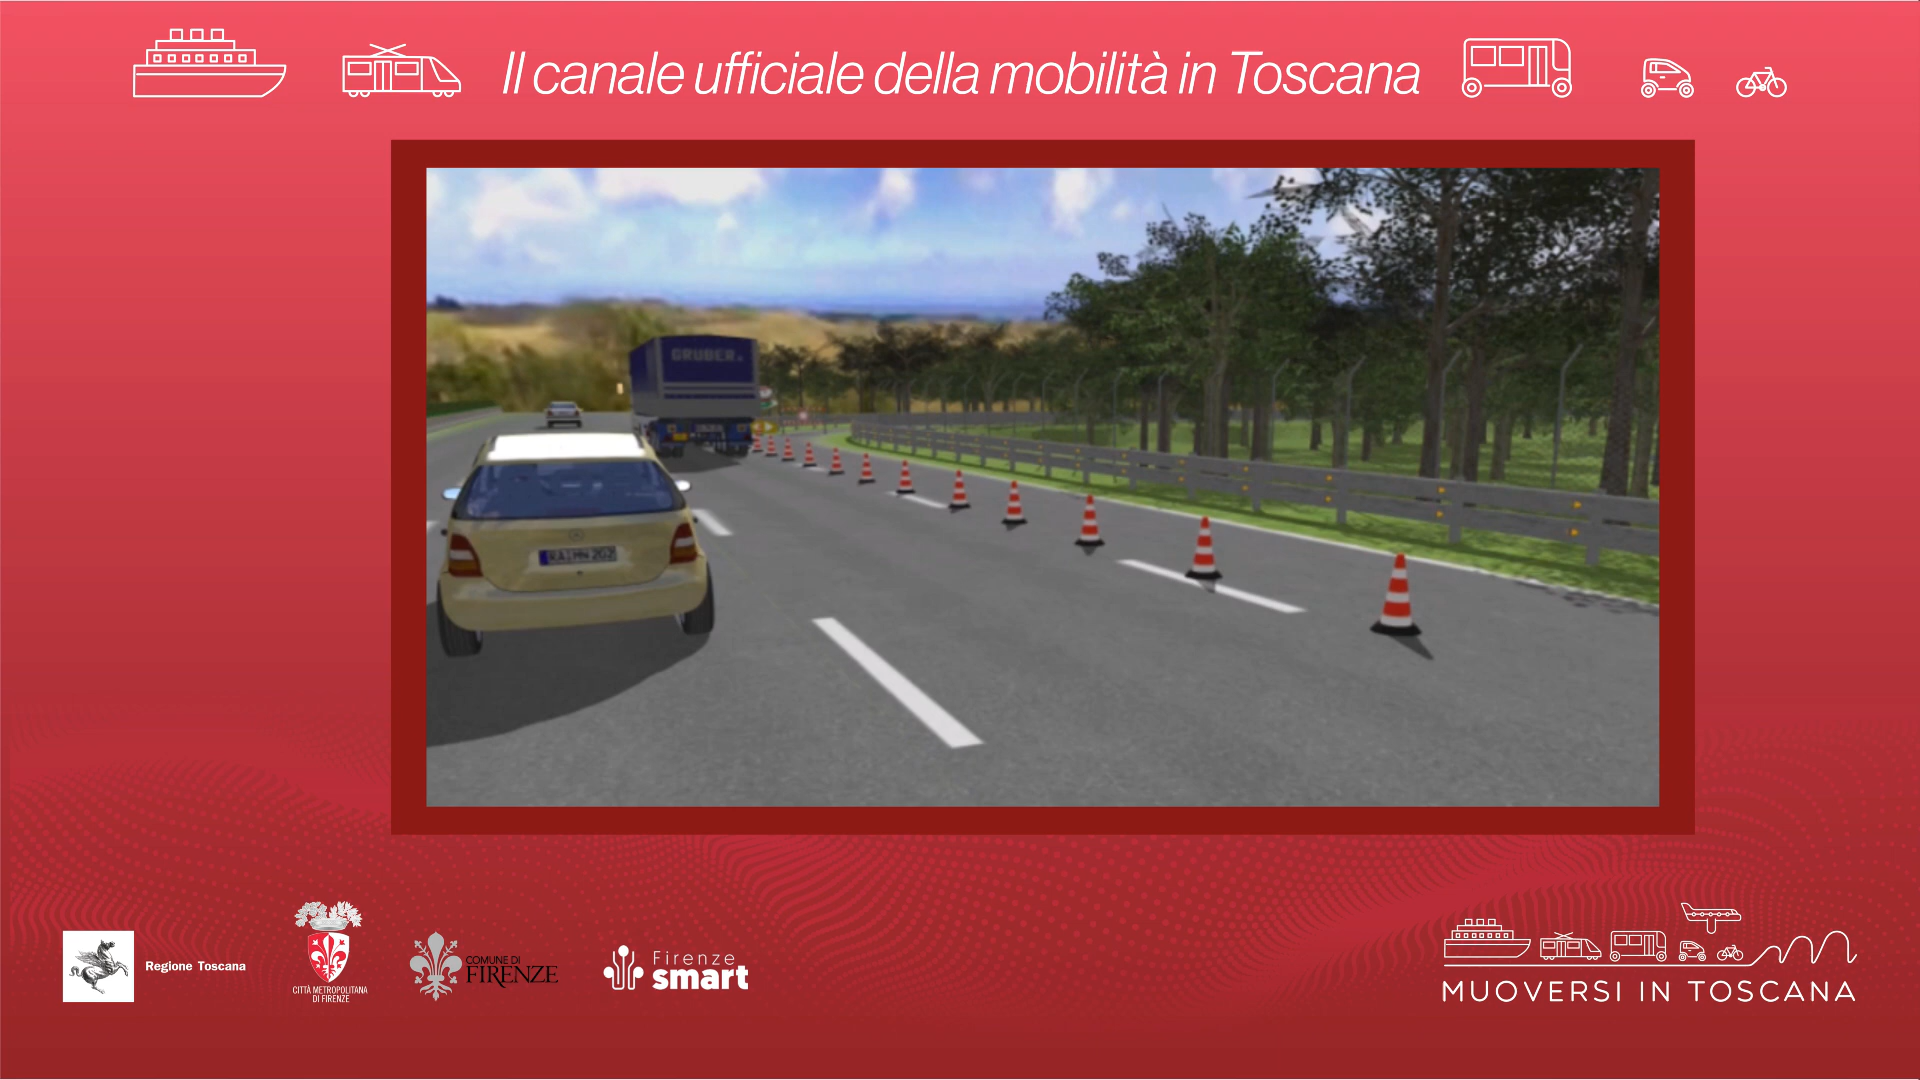 Il canale ufficiale della mobilità in Toscana
GRUBER
Regione Toscana
CITTÀ METROPOLITANA
DI FIRENZE
COMUNE DI
FIRENZE
Firenze
smart
MUOVERSI IN TOSCANA